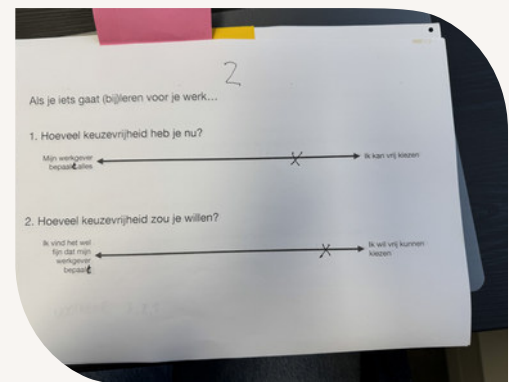 2
Als je iets gaat (bij)leren voor je werk...
1. Hoeveel keuzevrijheid heb je nu?
Mijn werkgever
bepaalt alles
Ik kan vrij kiezen
X
2. Hoeveel keuzevrijheid zou je willen?
Ik vind het wel
fijn dat mijn
werkgever
bepaalt
Ik wil vrij kunnen
kiezen
X